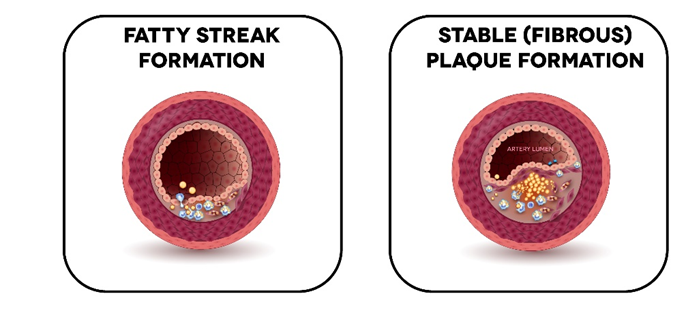 FATTY STREAK
FORMATION
STABLE (FIBROUS)
PLAQUE FORMATION
ARTERY LUMEN